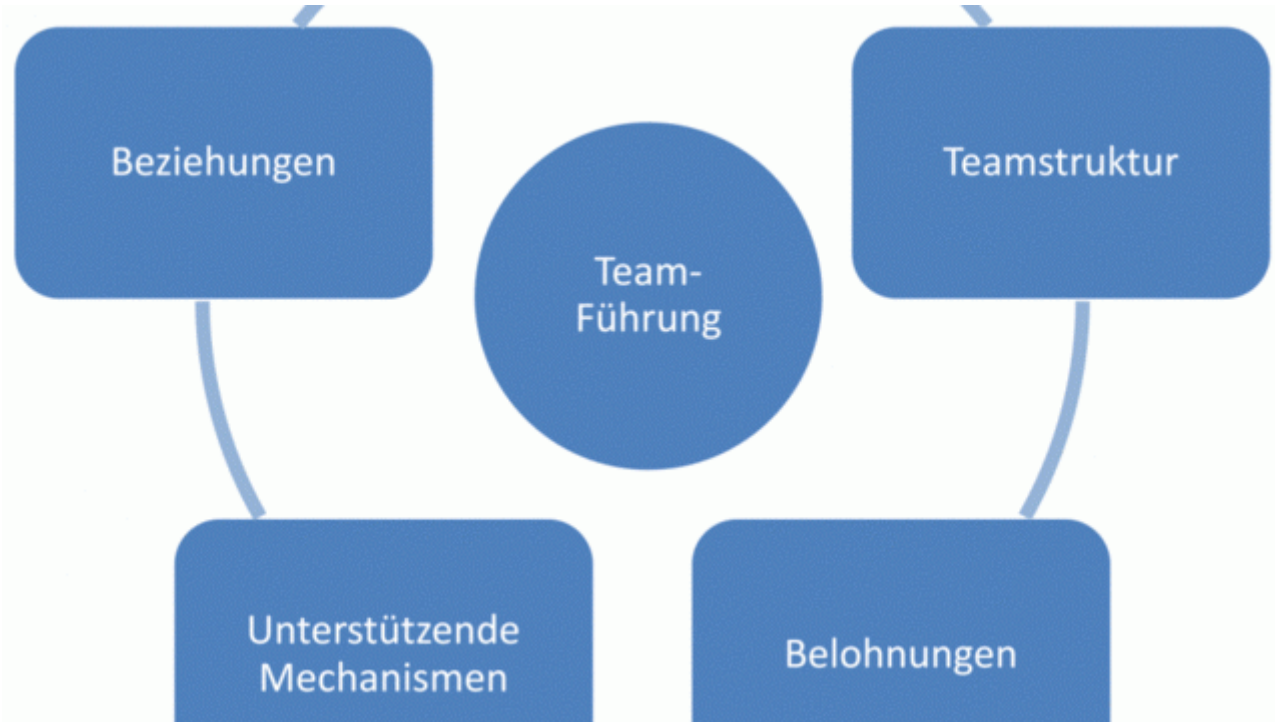 Beziehungen
Teamstruktur
Team-
Führung
Unterstützende
Mechanismen
Belohnungen